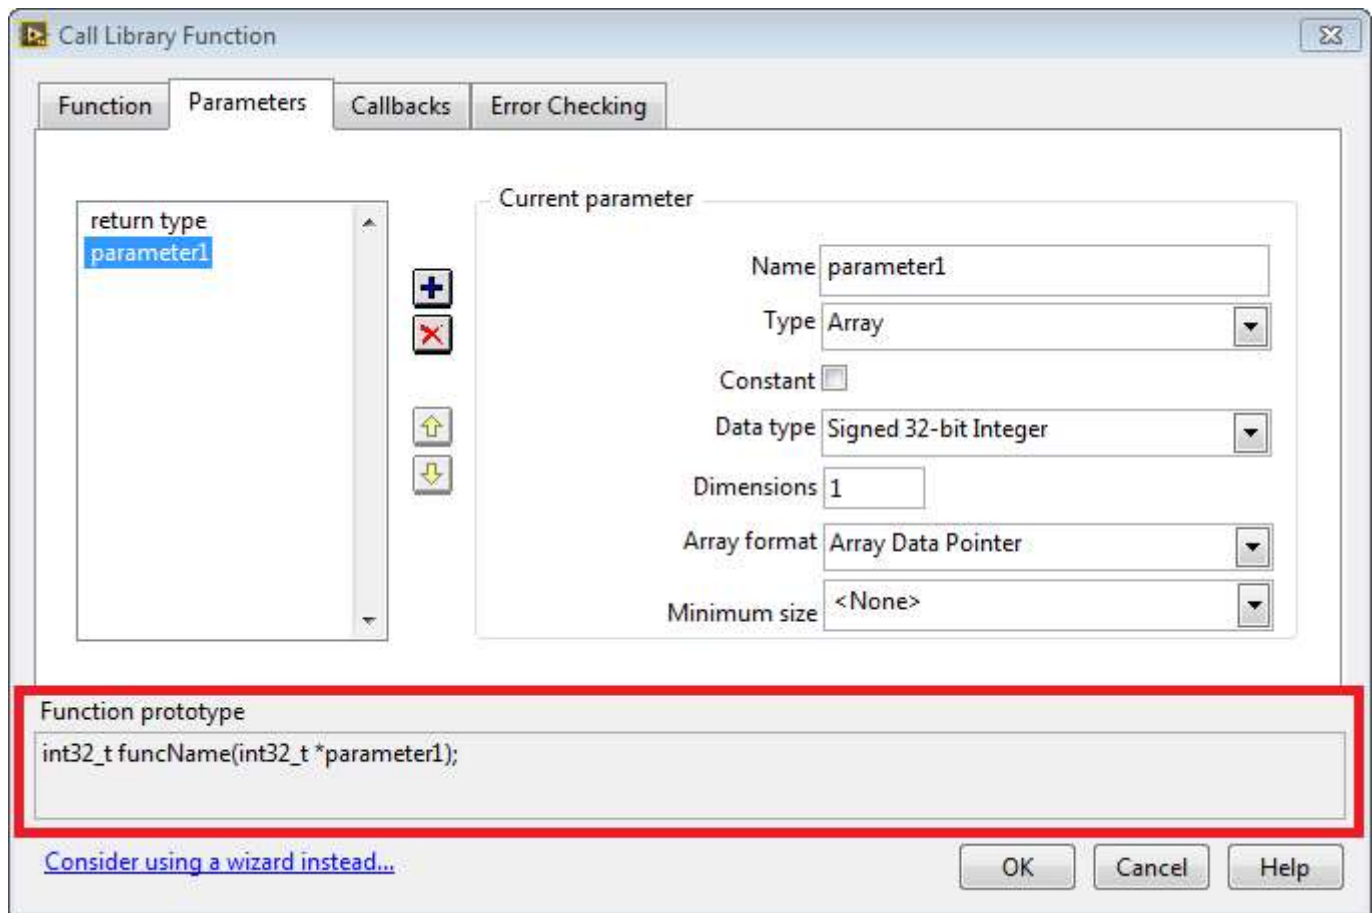 Call Library Function
Function Parameters Callbacks Error Checking
return type
parameter1
Current parameter
Name parameter1
Type Array
Constant
Data type Signed 32-bit Integer
Dimensions 1
Array format Array Data Pointer
Minimum size <None>
Function prototype
int32_t funcName(int32_t *parameter1);
Consider using a wizard instead...
OK Cancel Help